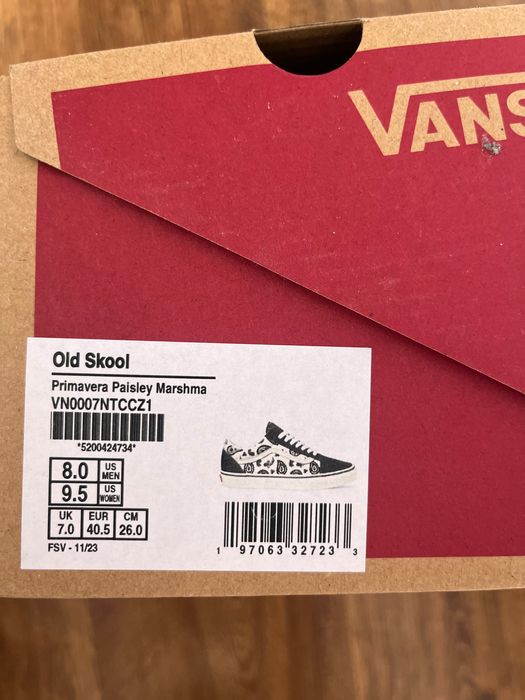 VANS
Old Skool
Primavera Paisley Marshma
VN0007NTCCZ1
*5200424734*
8.0 US MEN
9.5 US WOMEN
UK EUR CM
7.0 40.5 26.0
FSV - 11/23
1 97063 32723 3